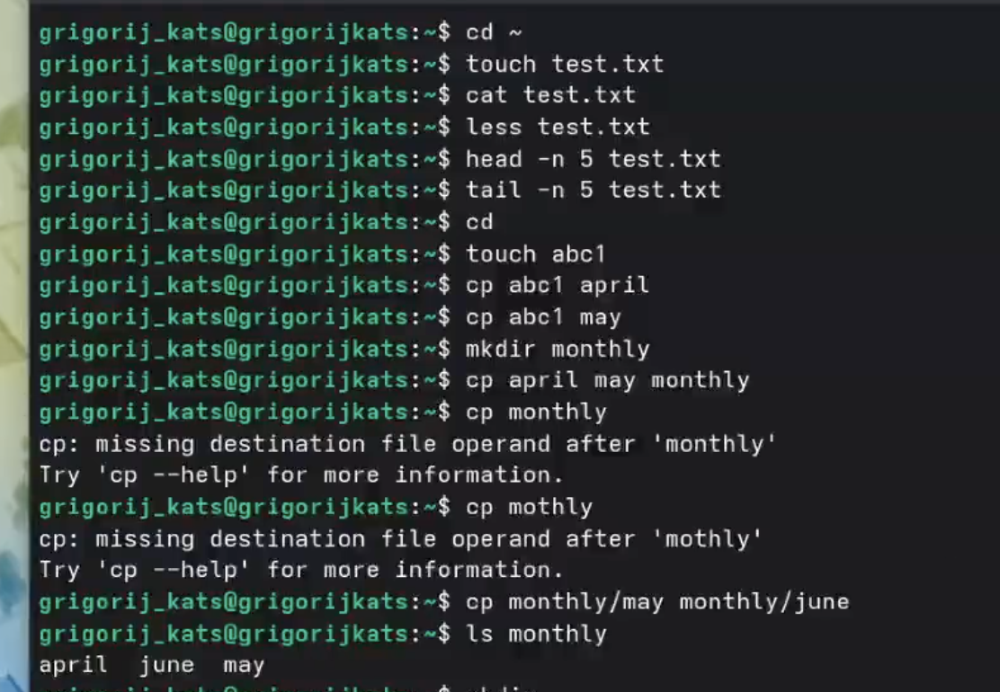 grigorij_kats@grigorijkats:~$ cd ~
grigorij_kats@grigorijkats:~$ touch test.txt
grigorij_kats@grigorijkats:~$ cat test.txt
grigorij_kats@grigorijkats:~$ less test.txt
grigorij_kats@grigorijkats:~$ head -n 5 test.txt
grigorij_kats@grigorijkats:~$ tail -n 5 test.txt
grigorij_kats@grigorijkats:~$ cd
grigorij_kats@grigorijkats:~$ touch abc1
grigorij_kats@grigorijkats:~$ cp abc1 april
grigorij_kats@grigorijkats:~$ cp abc1 may
grigorij_kats@grigorijkats:~$ mkdir monthly
grigorij_kats@grigorijkats:~$ cp april may monthly
grigorij_kats@grigorijkats:~$ cp monthly
cp: missing destination file operand after 'monthly'
Try 'cp --help' for more information.
grigorij_kats@grigorijkats:~$ cp mothly
cp: missing destination file operand after 'mothly'
Try 'cp --help' for more information.
grigorij_kats@grigorijkats:~$ cp monthly/may monthly/june
grigorij_kats@grigorijkats:~$ ls monthly
april  june  may